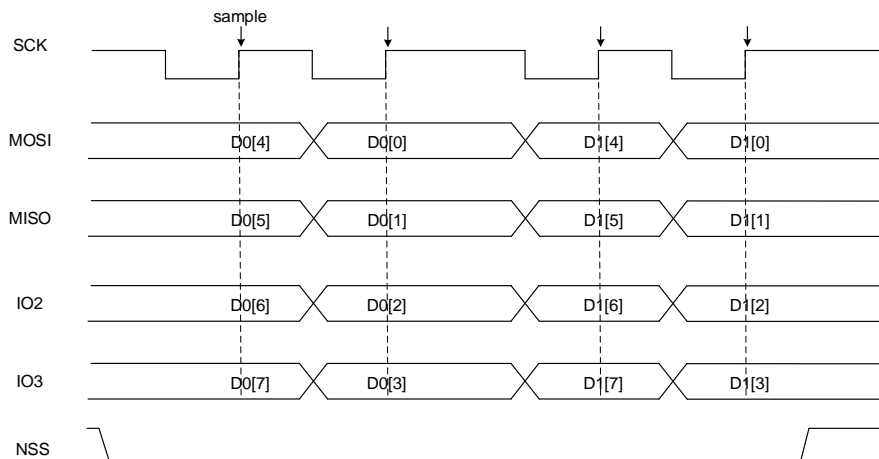 sample
SCK
MOSI D0[4] D0[0] D1[4] D1[0]
MISO D0[5] D0[1] D1[5] D1[1]
IO2 D0[6] D0[2] D1[6] D1[2]
IO3 D0[7] D0[3] D1[7] D1[3]
NSS